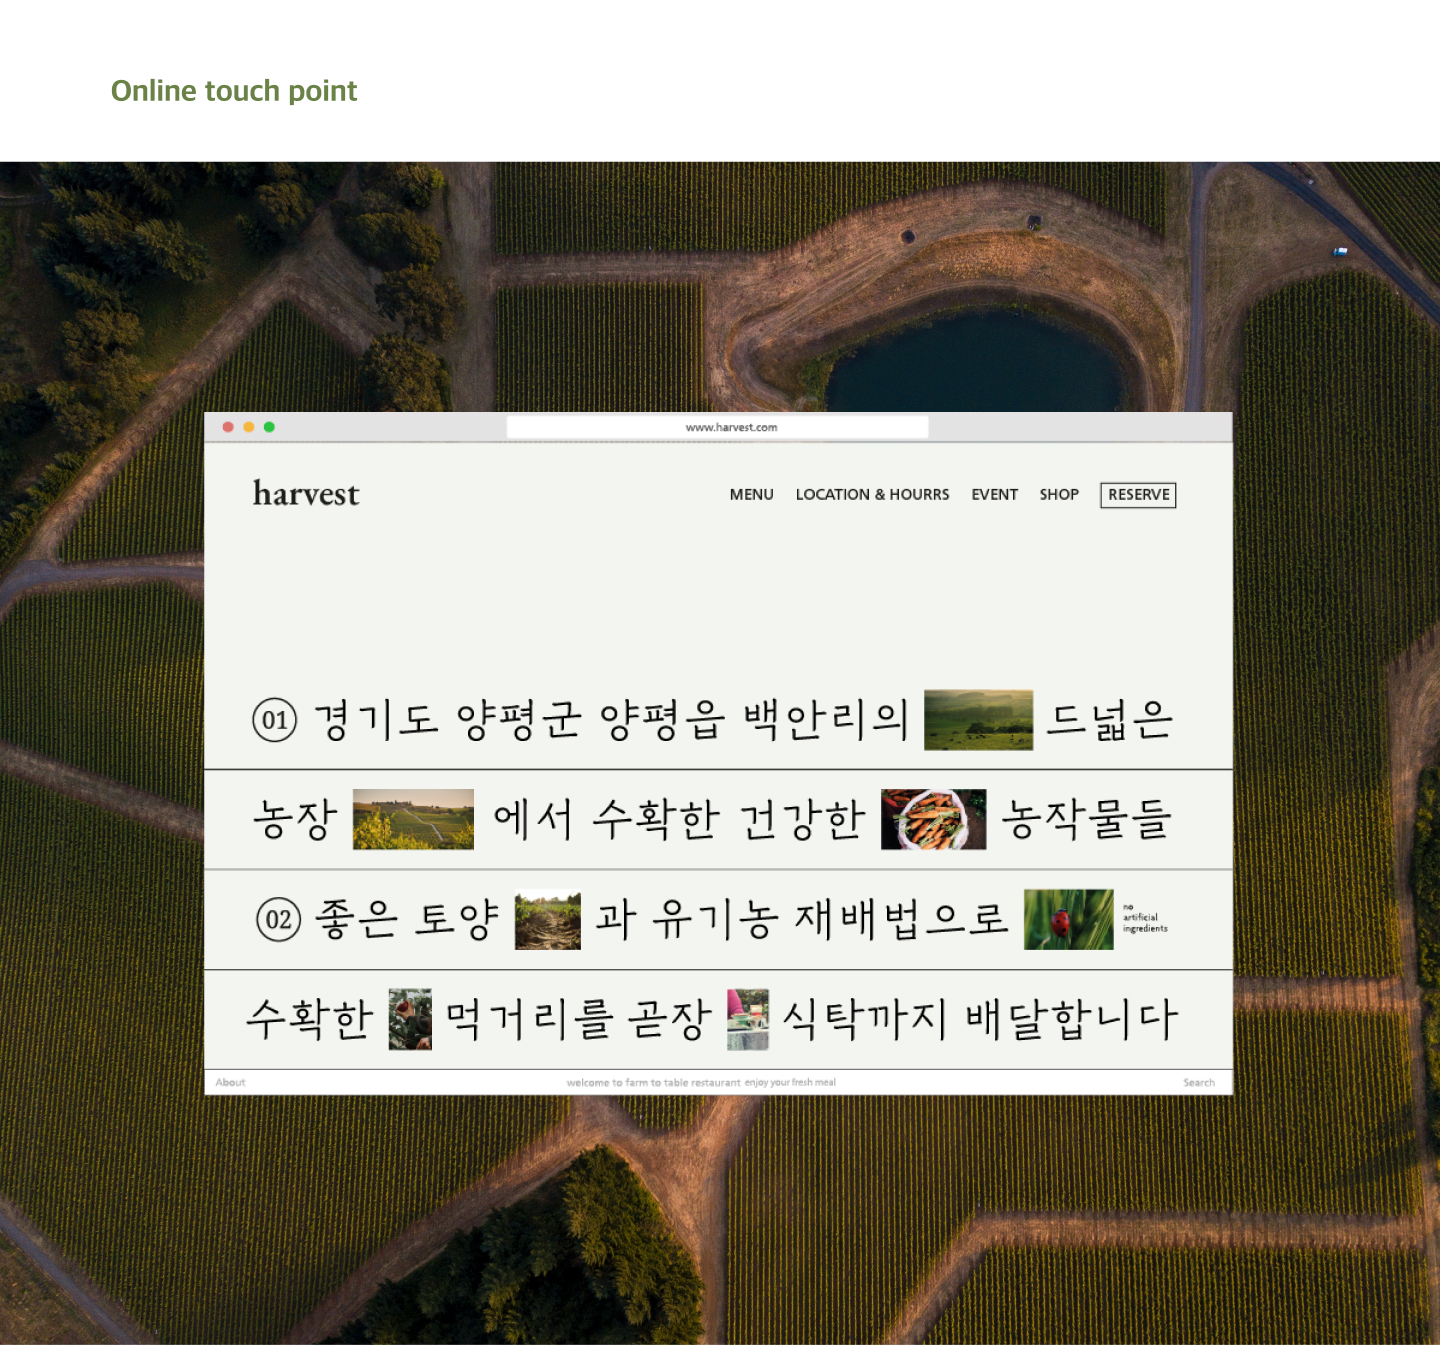 Online touch point
www.harvest.com
harvest
MENU LOCATION & HOURRS EVENT SHOP RESERVE
01 경기도 양평군 양평읍 백안리의 드넓은
농장 에서 수확한 건강한 농작물들
02 좋은 토양 과 유기농 재배법으로
no
artificial
ingredients
수확한 먹거리를 곧장 식탁까지 배달합니다
About welcome to farm to table restaurant enjoy your fresh meal Search